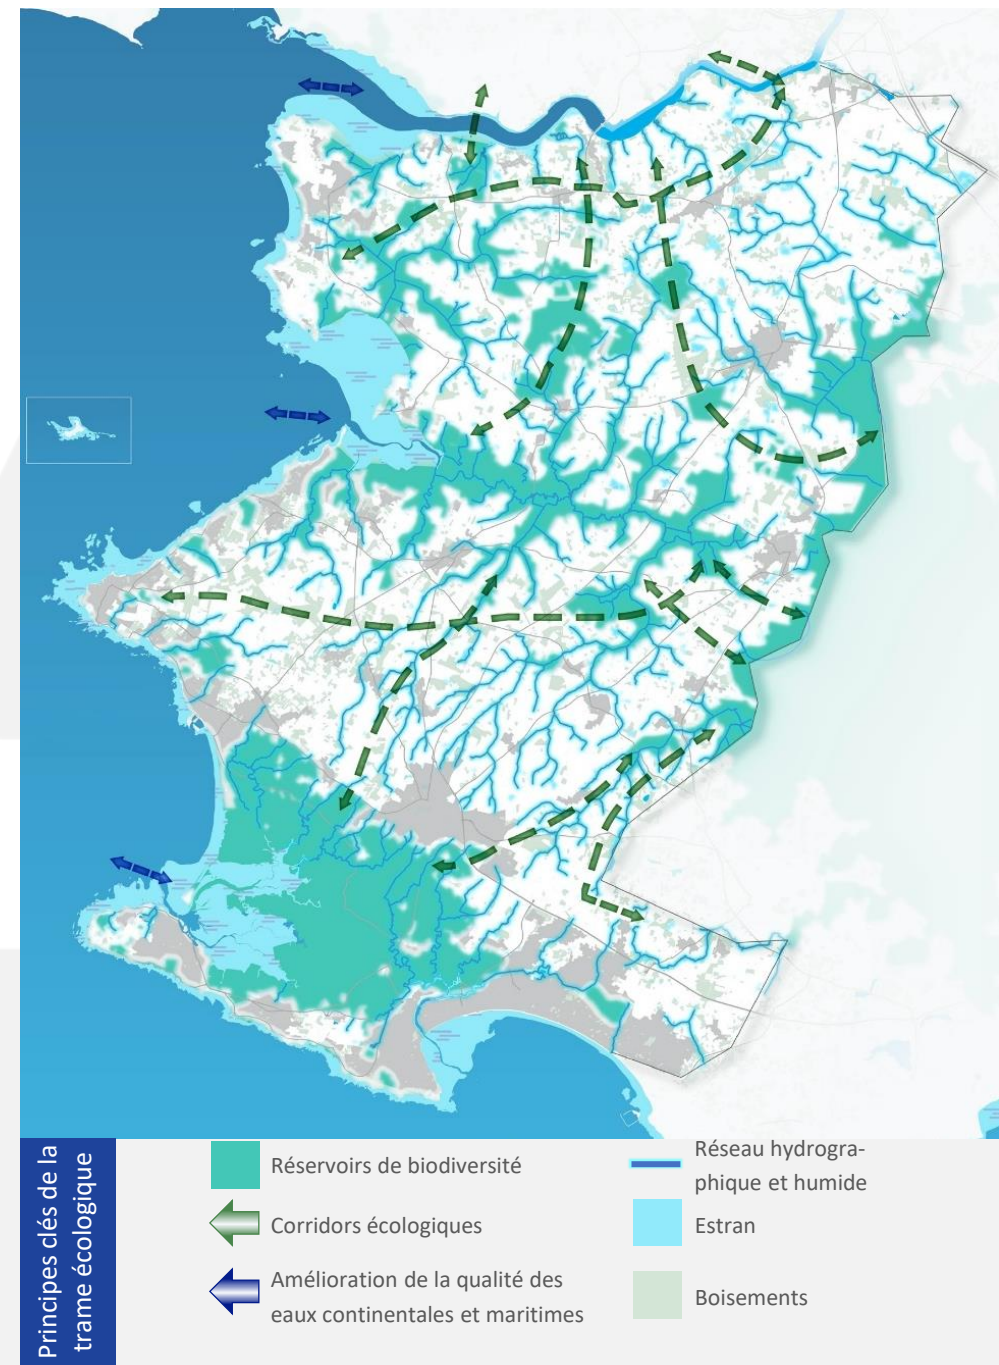 Principes clés de la
trame écologique
Réservoirs de biodiversité
Corridors écologiques
Amélioration de la qualité des
eaux continentales et maritimes
Réseau hydrogra-
phique et humide
Estran
Boisements